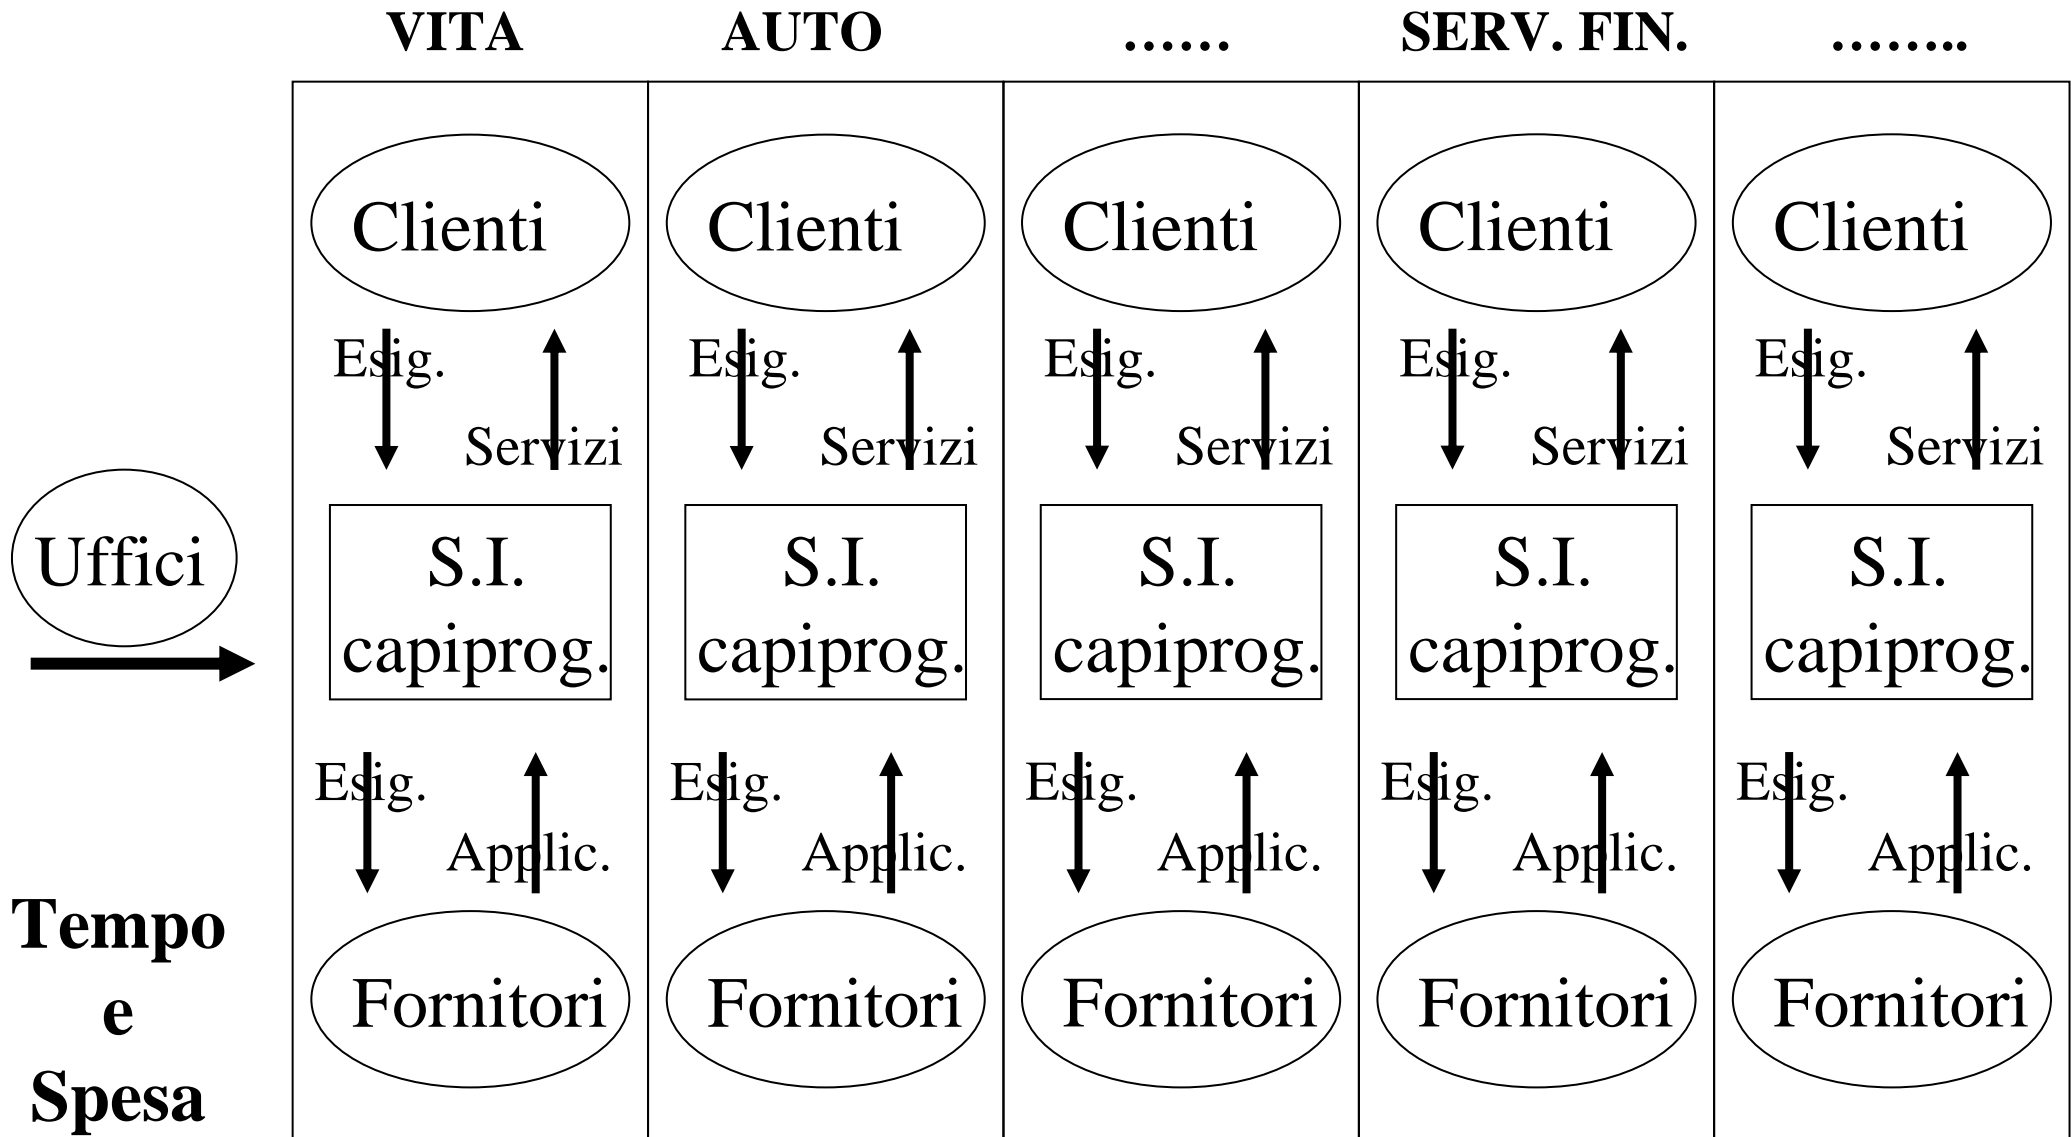 VITA AUTO …… SERV. FIN. ……..
Clienti Clienti Clienti Clienti Clienti
Esig. Esig. Esig. Esig. Esig.
Servizi Servizi Servizi Servizi Servizi
Uffici S.I. S.I. S.I. S.I. S.I.
capiprog. capiprog. capiprog. capiprog. capiprog.
Esig. Esig. Esig. Esig. Esig.
Applic. Applic. Applic. Applic. Applic.
Tempo
Fornitori Fornitori Fornitori Fornitori Fornitori
e
Spesa